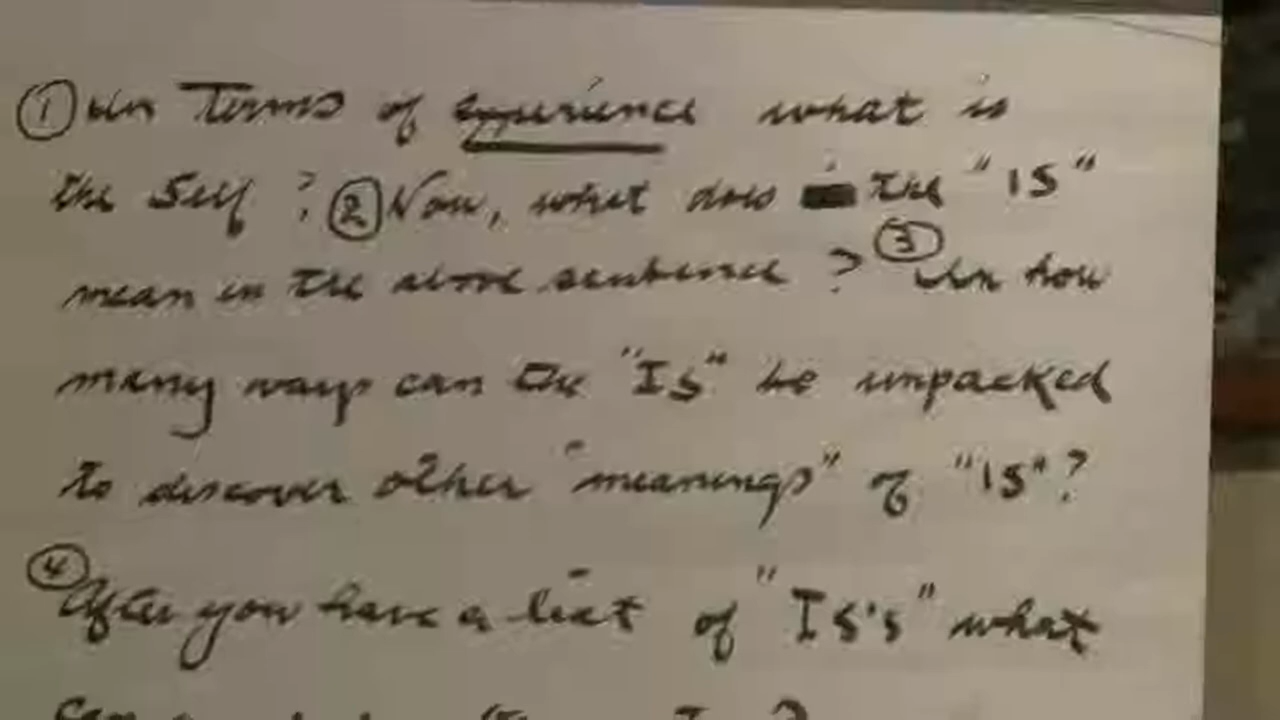 ① In Terms of experience what is
the Self? ② Now, what does the "IS"
mean in the above sentence? ③ In how
many ways can the "Is" be unpacked
to discover other "meanings" of "IS"?
④ After you have a list of "IS's" what
can